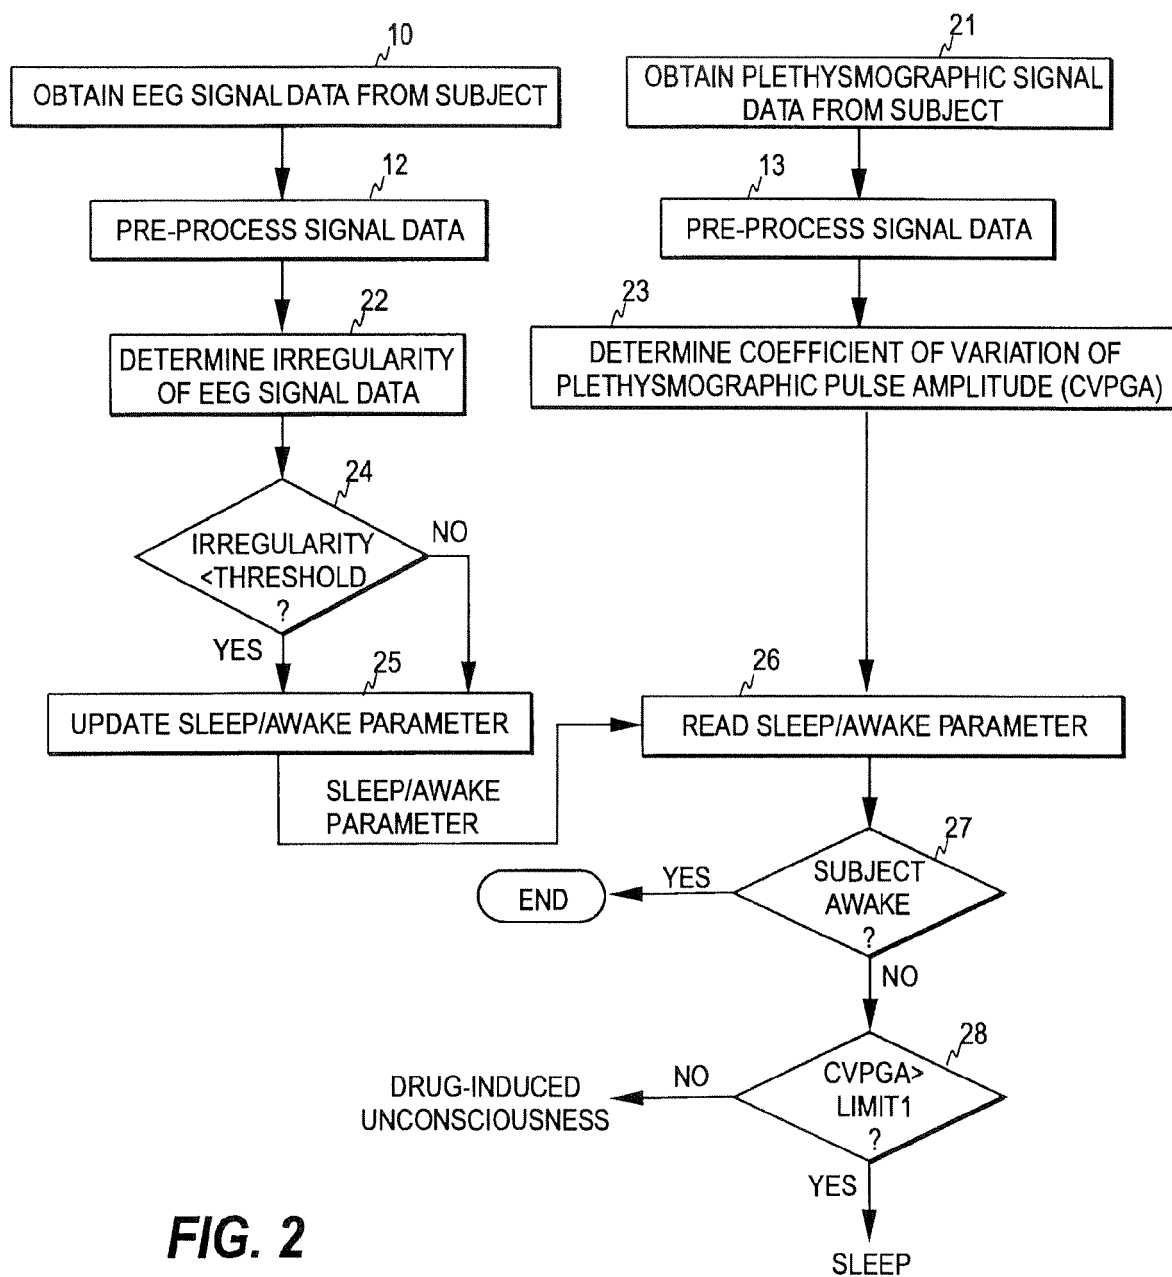 10
OBTAIN EEG SIGNAL DATA FROM SUBJECT
12
PRE-PROCESS SIGNAL DATA
22
DETERMINE IRREGULARITY
OF EEG SIGNAL DATA
24
IRREGULARITY
<THRESHOLD
?
NO
YES
25
UPDATE SLEEP/AWAKE PARAMETER
SLEEP/AWAKE
PARAMETER
21
OBTAIN PLETHYSMOGRAPHIC SIGNAL
DATA FROM SUBJECT
13
PRE-PROCESS SIGNAL DATA
23
DETERMINE COEFFICIENT OF VARIATION OF
PLETHYSMOGRAPHIC PULSE AMPLITUDE (CVPGA)
26
READ SLEEP/AWAKE PARAMETER
27
SUBJECT
AWAKE
?
YES
END
NO
28
CVPGA>
LIMIT1
?
NO
DRUG-INDUCED
UNCONSCIOUSNESS
YES
SLEEP
FIG. 2